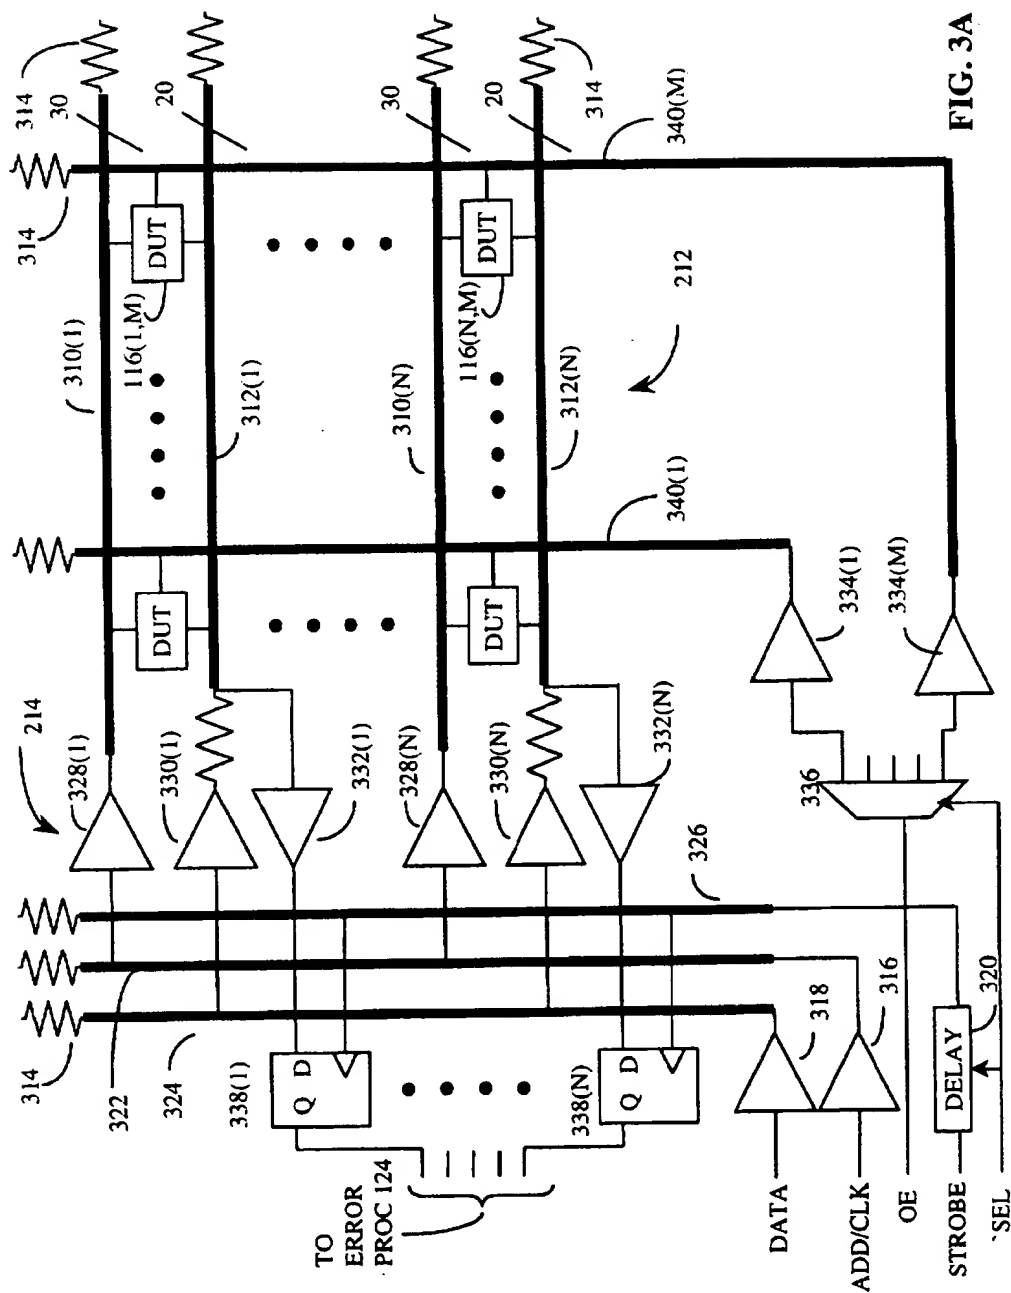 FIG. 3A
314
314
30
20
30
20
314
340(M)
DUT
DUT
116(1,M)
116(N,M)
212
310(1)
312(1)
310(N)
312(N)
340(1)
DUT
DUT
334(1)
334(M)
214
328(1)
330(1)
332(1)
328(N)
330(N)
332(N)
336
326
314
322
324
338(1)
Q D
338(N)
Q D
318
316
320
DELAY
TO
ERROR
PROC 124
DATA
ADD/CLK
OE
STROBE
`SEL